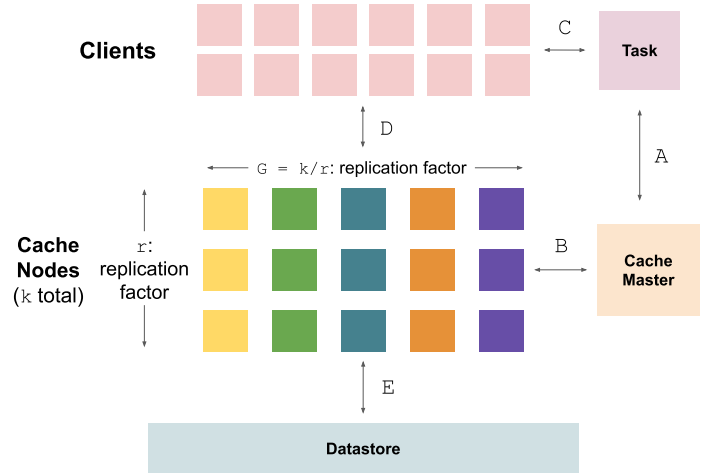 Clients
C
Task
D
A
G = k/r: replication factor
r:
replication
factor
Cache
Nodes
(k total)
B
Cache
Master
E
Datastore